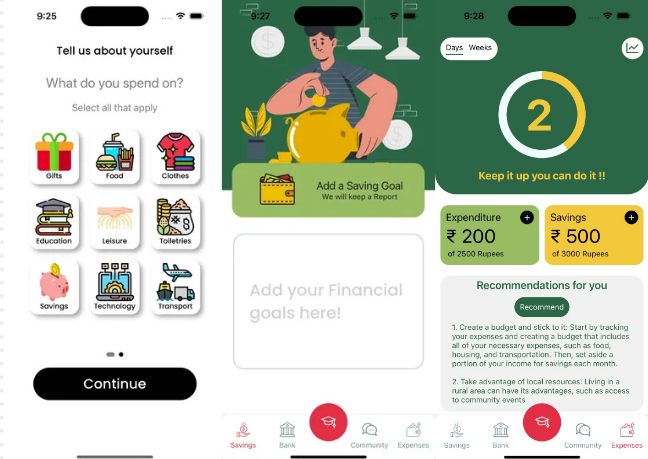 9:25
Tell us about yourself
What do you spend on?
Select all that apply
Gifts
Food
Clothes
Education
Leisure
Toiletries
Savings
Technology
Transport
Continue
9:27
Add a Saving Goal
We will keep a Report
Add your Financial
goals here!
Savings
Bank
Community
Expenses
9:28
Days Weeks
2
Keep it up you can do it !!
Expenditure
₹ 200
of 2500 Rupees
Savings
₹ 500
of 3000 Rupees
Recommendations for you
Recommend
1. Create a budget and stick to it: Start by tracking
your expenses and creating a budget that includes
all of your necessary expenses, such as food,
housing, and transportation. Then, set aside a
portion of your income for savings each month.
2. Take advantage of local resources: Living in a
rural area can have its advantages, such as access
to community events
Savings
Bank
Community
Expenses